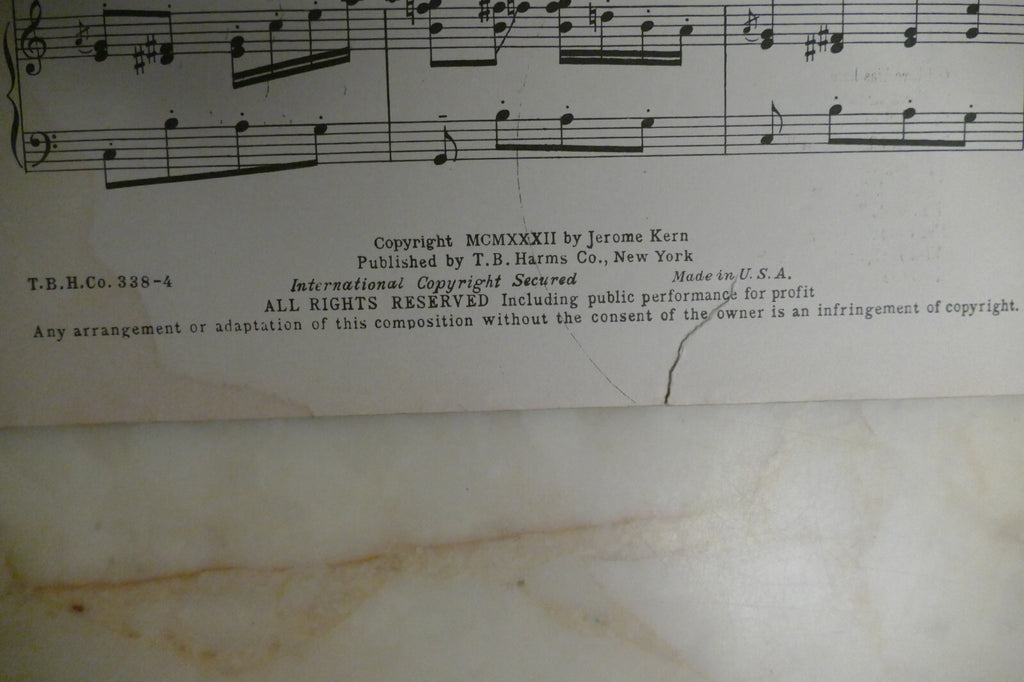 Copyright MCMXXXII by Jerome Kern
Published by T.B. Harms Co., New York
T.B.H.Co. 338-4
International Copyright Secured Made in U. S. A.
ALL RIGHTS RESERVED Including public performance for profit
Any arrangement or adaptation of this composition without the consent of the owner is an infringement of copyright.